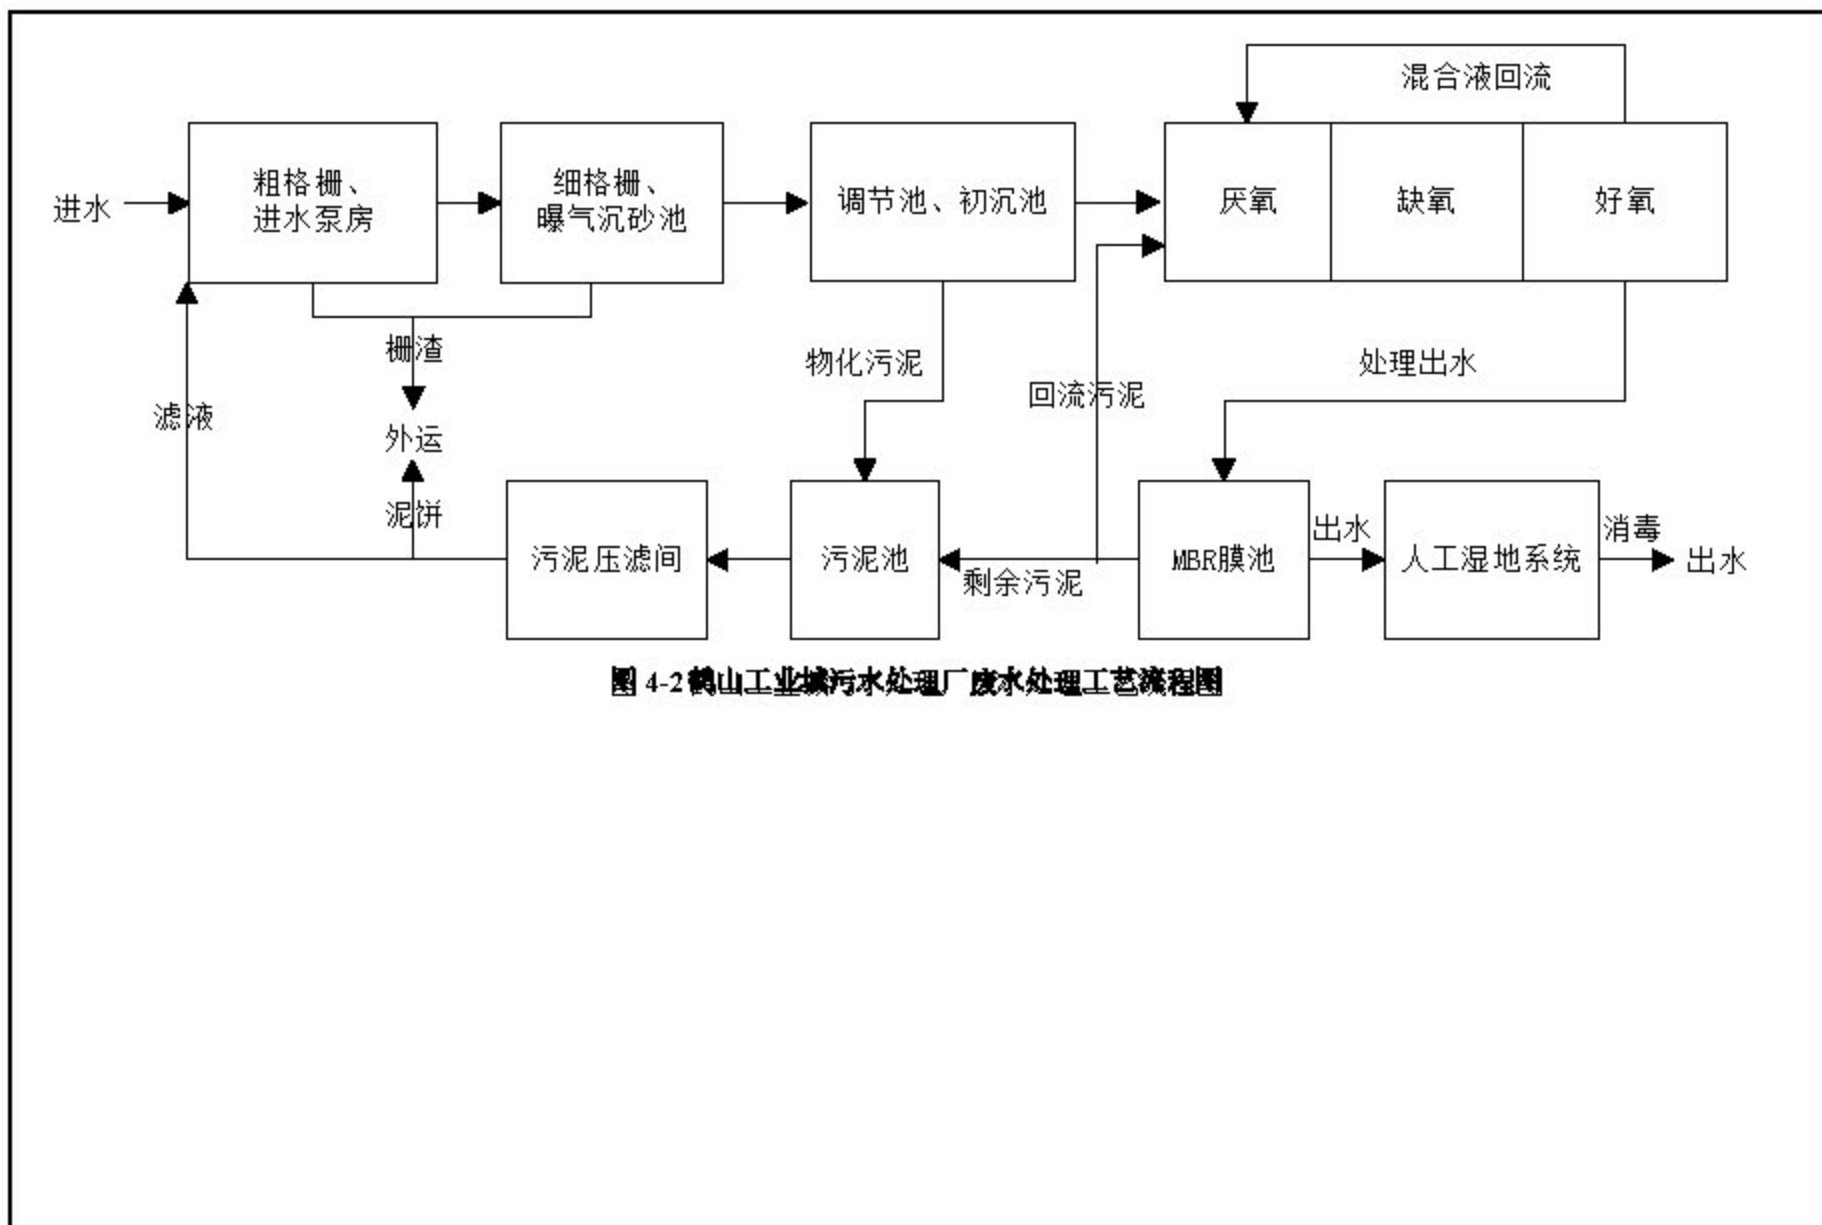 混合液回流
进水
粗格栅、
进水泵房
细格栅、
曝气沉砂池
调节池、初沉池
厌氧
缺氧
好氧
栅渣
物化污泥
处理出水
回流污泥
滤液
外运
泥饼
污泥压滤间
污泥池
剩余污泥
MBR膜池
出水
人工湿地系统
消毒
出水
图 4-2鹤山工业城污水处理厂废水处理工艺流程图